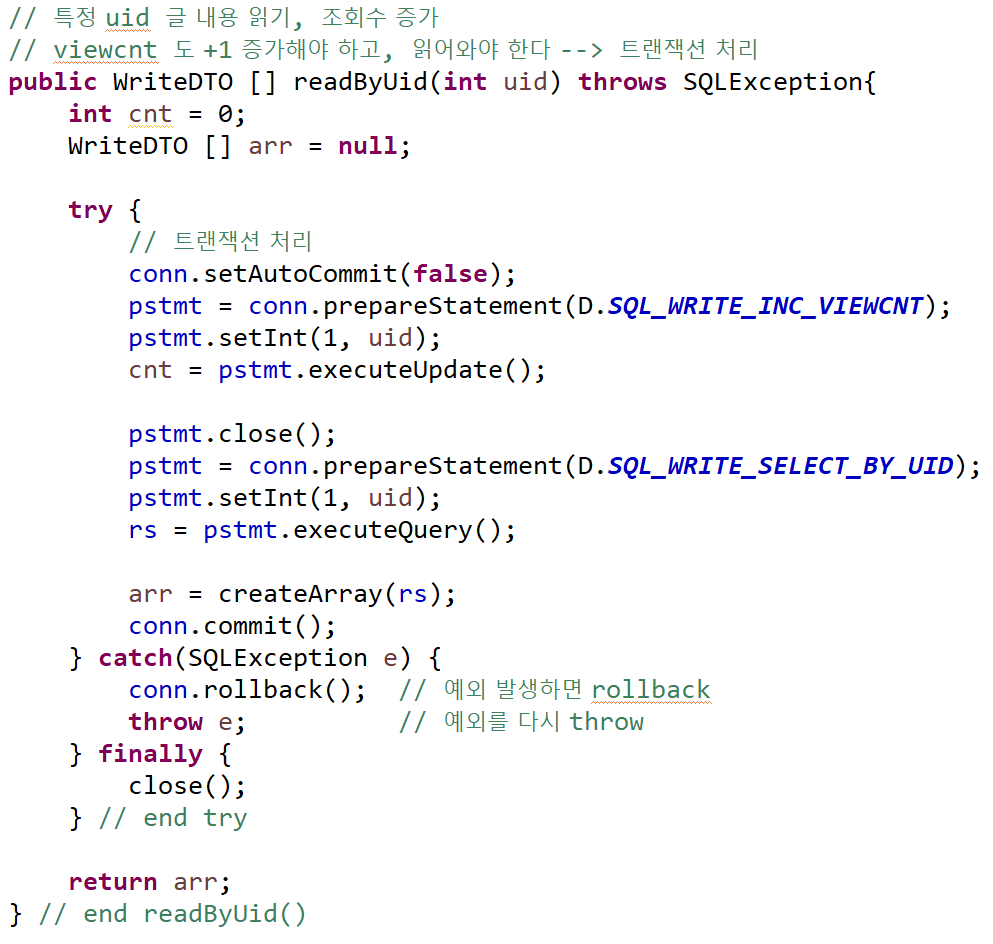 // 특정 uid 글 내용 읽기, 조회수 증가
// viewcnt 도 +1 증가해야 하고, 읽어와야 한다 --> 트랜잭션 처리
public WriteDTO [] readByUid(int uid) throws SQLException{
    int cnt = 0;
    WriteDTO [] arr = null;

    try {
        // 트랜잭션 처리
        conn.setAutoCommit(false);
        pstmt = conn.prepareStatement(D.SQL_WRITE_INC_VIEWCNT);
        pstmt.setInt(1, uid);
        cnt = pstmt.executeUpdate();

        pstmt.close();
        pstmt = conn.prepareStatement(D.SQL_WRITE_SELECT_BY_UID);
        pstmt.setInt(1, uid);
        rs = pstmt.executeQuery();

        arr = createArray(rs);
        conn.commit();
    } catch(SQLException e) {
        conn.rollback();  // 예외 발생하면 rollback
        throw e;          // 예외를 다시 throw
    } finally {
        close();
    } // end try

    return arr;
} // end readByUid()